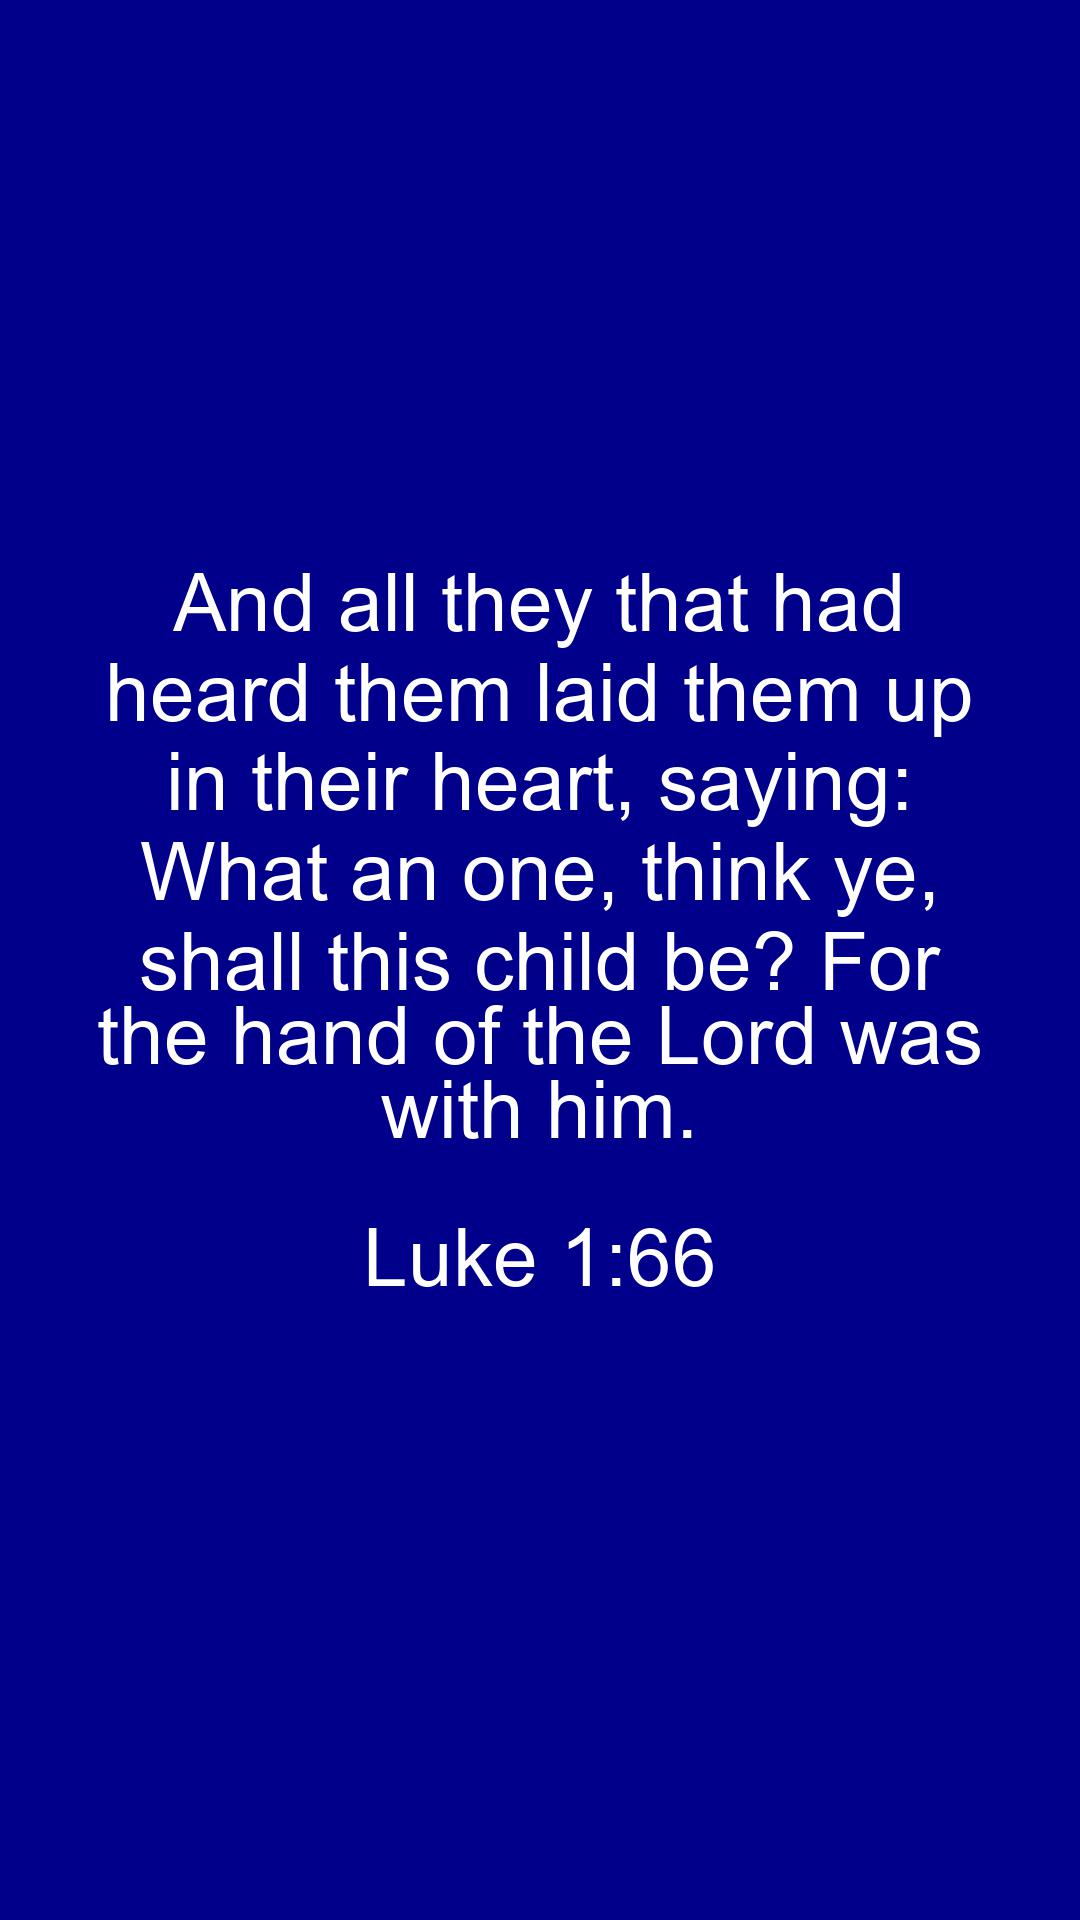 And all they that had
heard them laid them up
in their heart, saying:
What an one, think ye,
shall this child be? For
the hand of the Lord was
with him.
Luke 1:66